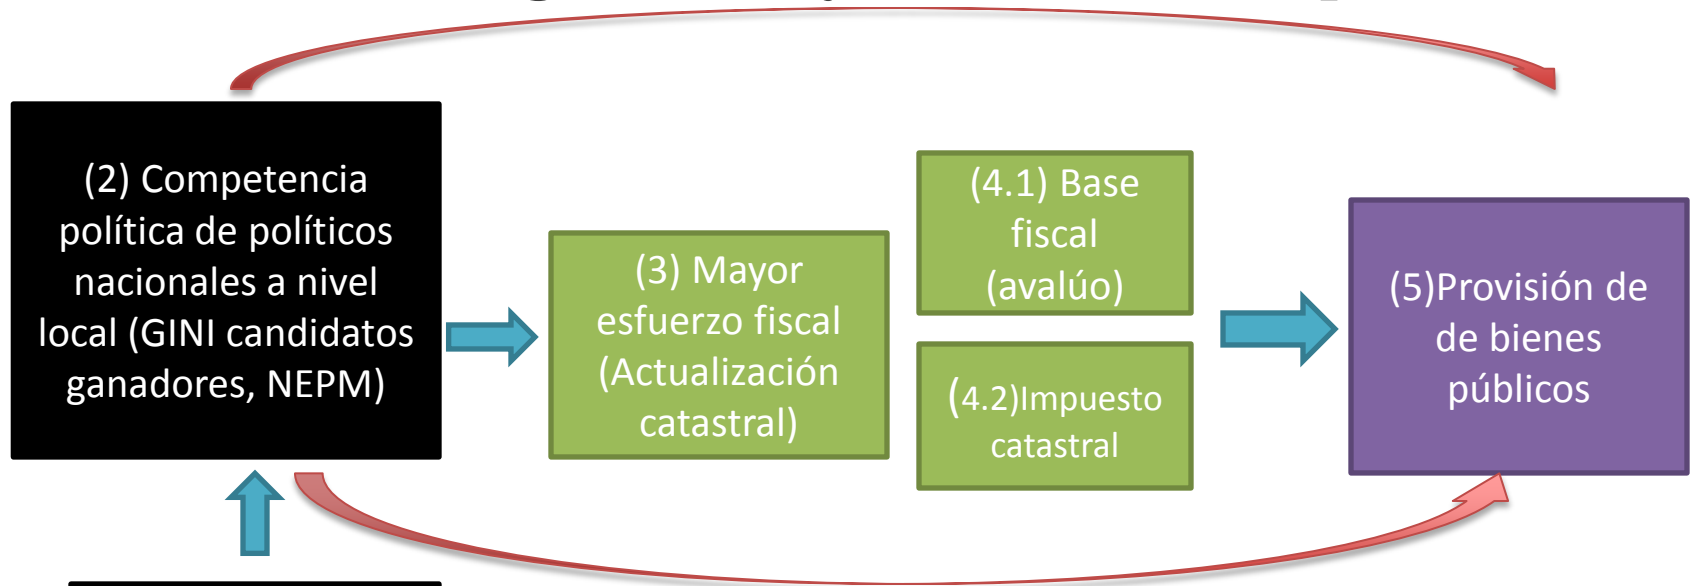 (2) Competencia
política de políticos
nacionales a nivel
local (GINI candidatos
ganadores, NEPM)
(3) Mayor
esfuerzo fiscal
(Actualización
catastral)
(4.1) Base
fiscal
(avalúo)
(4.2)Impuesto
catastral
(5)Provisión de
de bienes
públicos